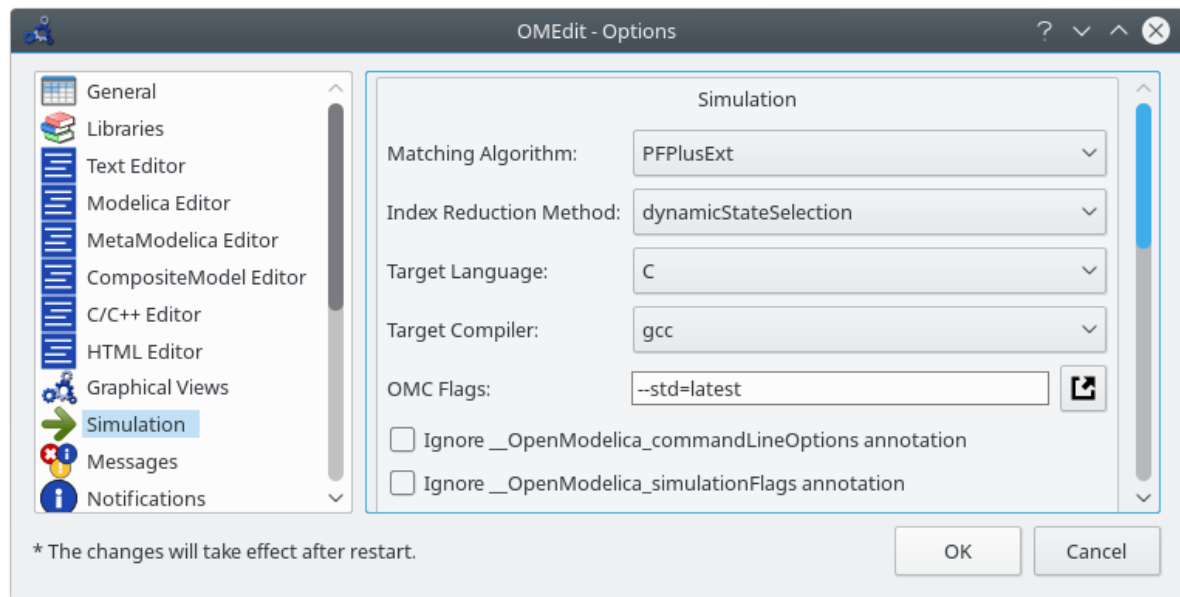 OMEdit - Options
General
Libraries
Text Editor
Modelica Editor
MetaModelica Editor
CompositeModel Editor
C/C++ Editor
HTML Editor
Graphical Views
Simulation
Messages
Notifications
Simulation
Matching Algorithm: PFPlusExt
Index Reduction Method: dynamicStateSelection
Target Language: C
Target Compiler: gcc
OMC Flags: --std=latest
Ignore __OpenModelica_commandLineOptions annotation
Ignore __OpenModelica_simulationFlags annotation
* The changes will take effect after restart.
OK Cancel